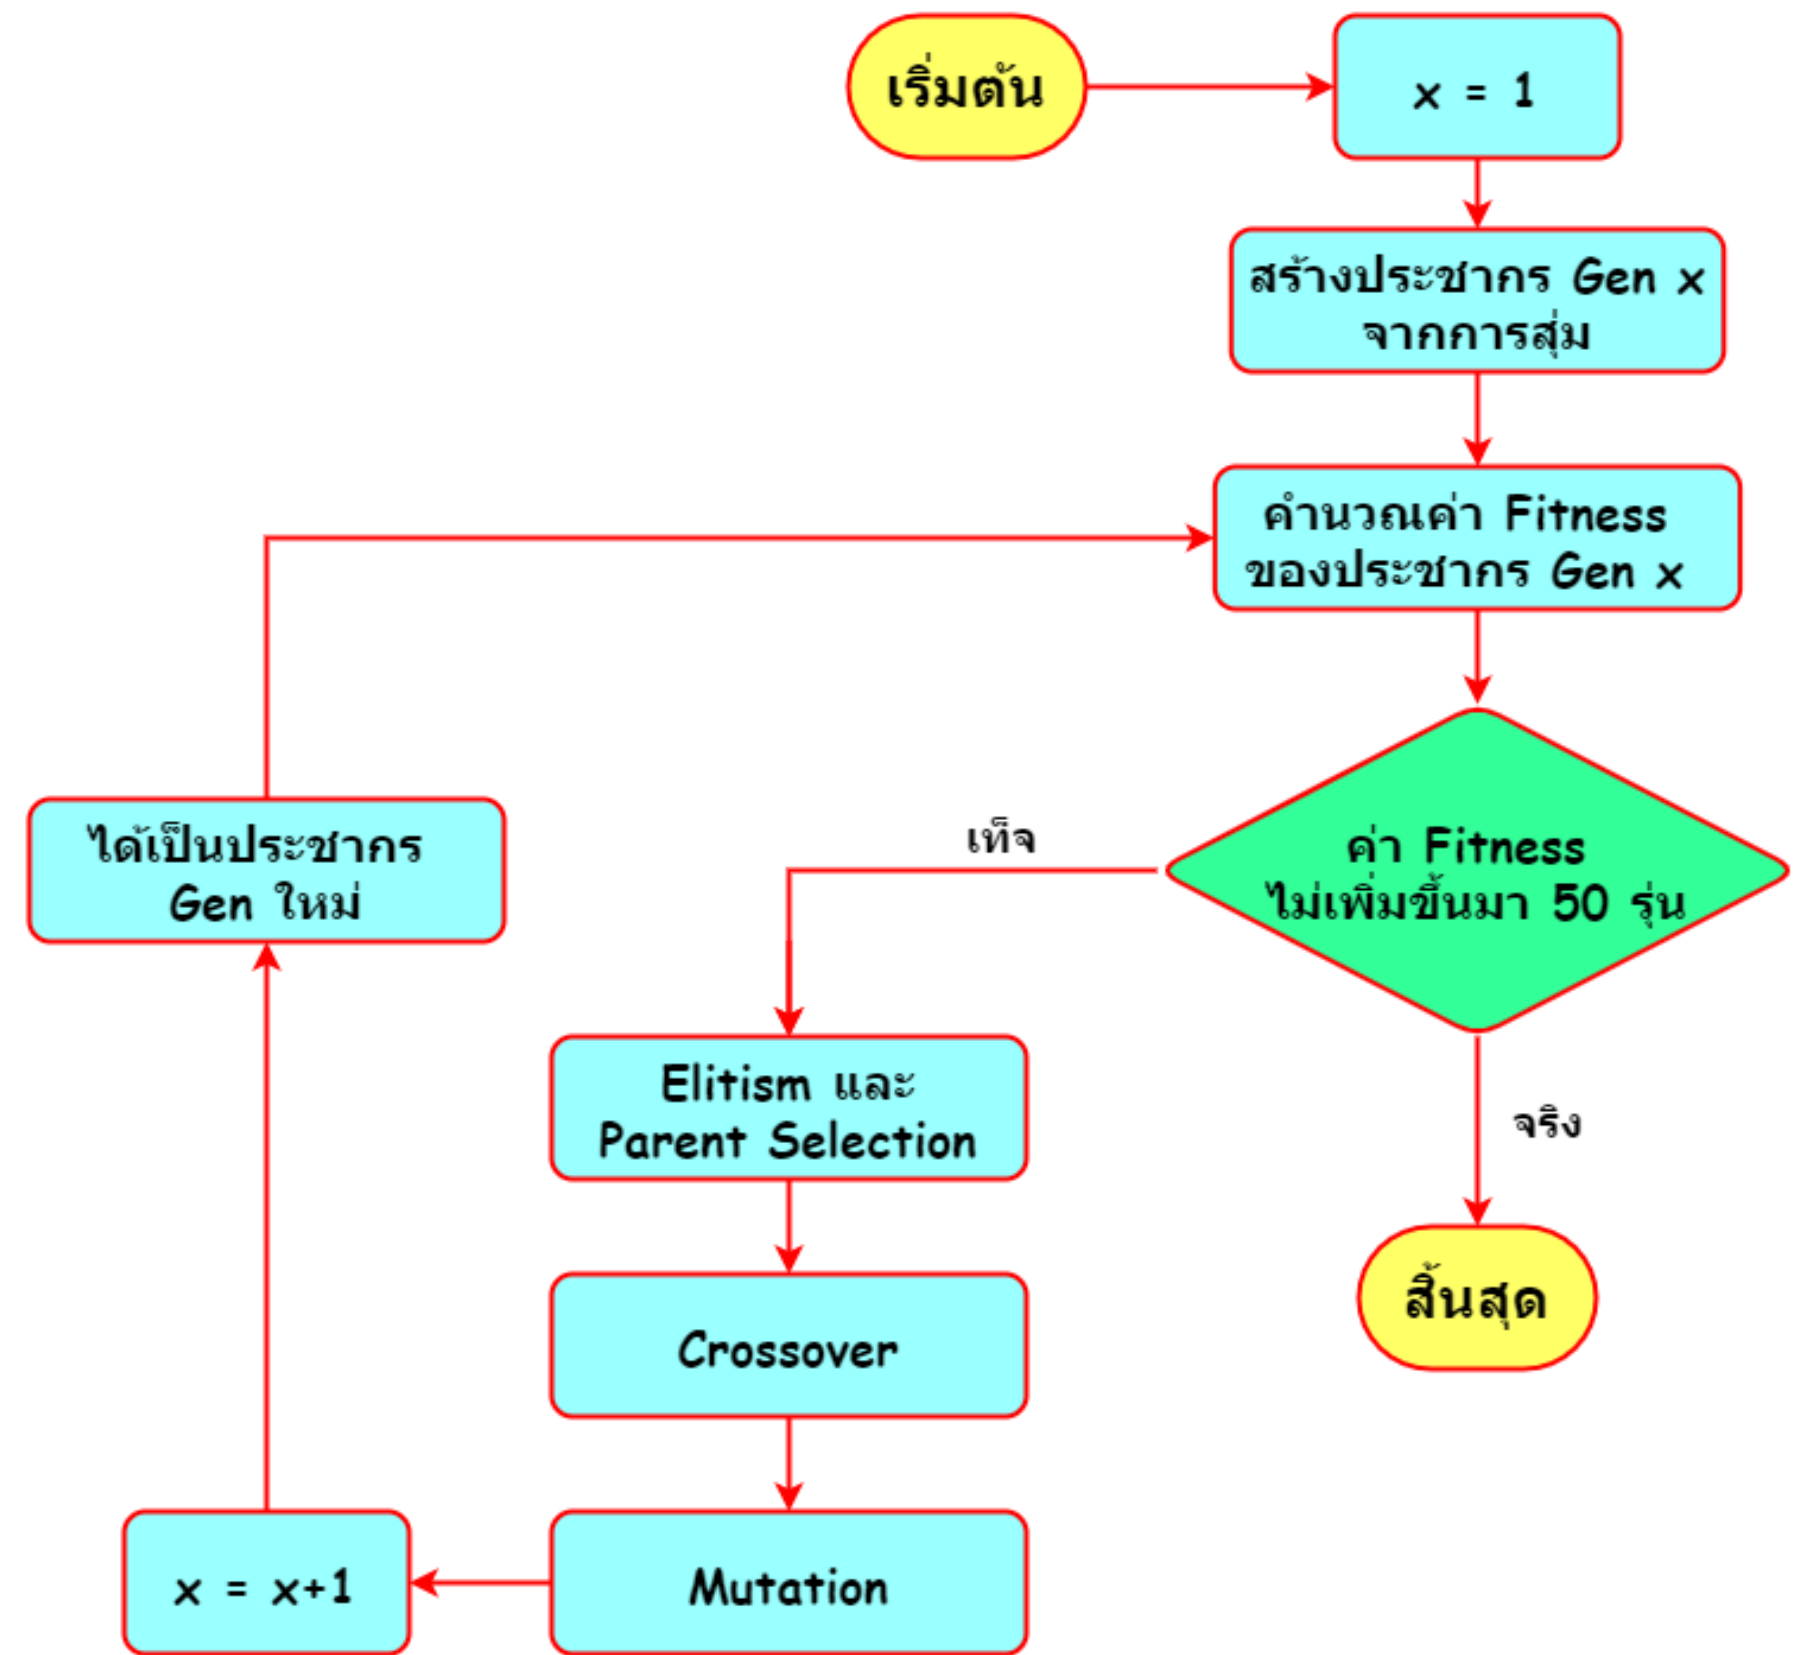 เริ่มต้น
x = 1
สร้างประชากร Gen x
จากการสุ่ม
คำนวณค่า Fitness
ของประชากร Gen x
ค่า Fitness
ไม่เพิ่มขึ้นมา 50 รุ่น
เท็จ
จริง
สิ้นสุด
Elitism และ
Parent Selection
Crossover
Mutation
x = x+1
ได้เป็นประชากร
Gen ใหม่